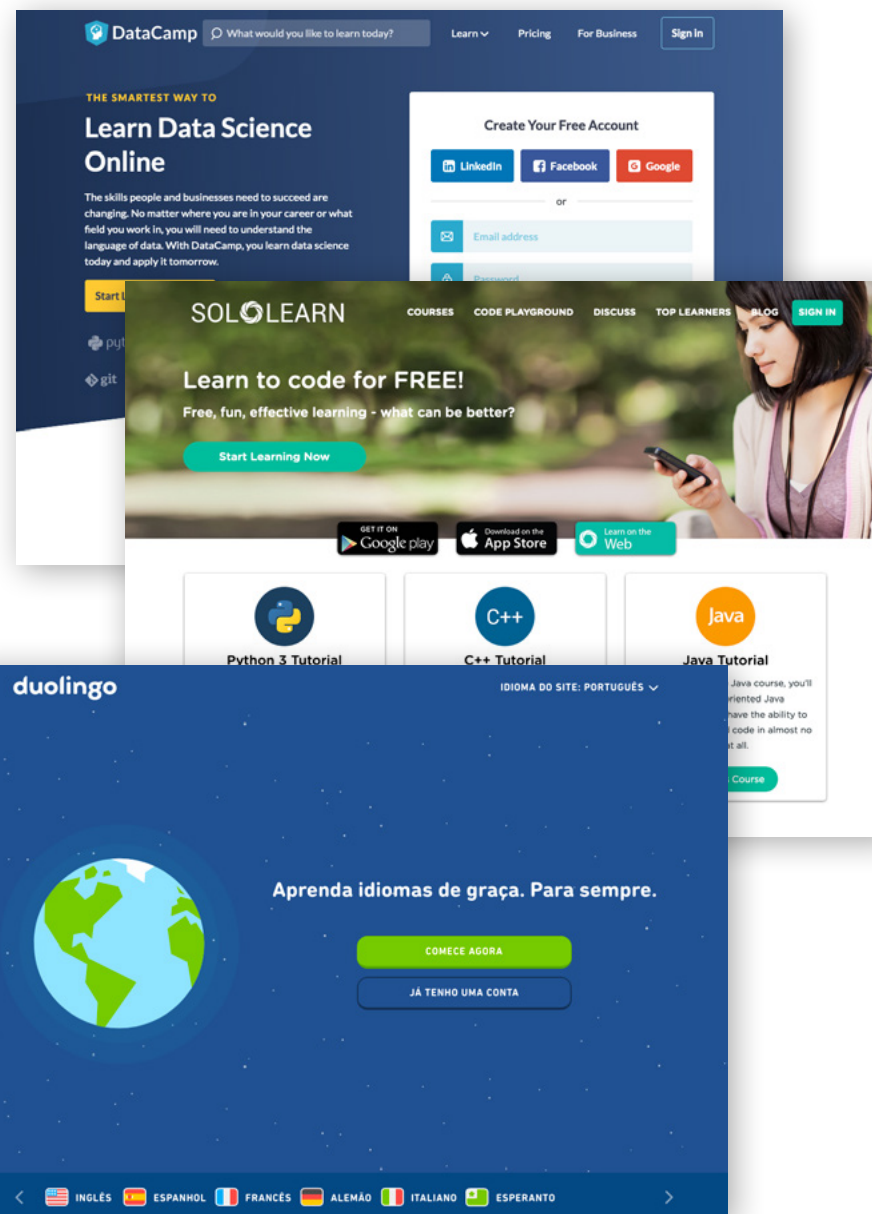 DataCamp
What would you like to learn today?
Learn
Pricing
For Business
Sign in
THE SMARTEST WAY TO
Learn Data Science
Online
The skills people and businesses need to succeed are
changing. No matter where you are in your career or what
field you work in, you will need to understand the
language of data. With DataCamp, you learn data science
today and apply it tomorrow.
Start
git
Create Your Free Account
LinkedIn
Facebook
Google
or
Email address
Password
SOLOLEARN
COURSES
CODE PLAYGROUND
DISCUSS
TOP LEARNERS
BLOG
SIGN IN
Learn to code for FREE!
Free, fun, effective learning - what can be better?
Start Learning Now
GET IT ON
Google play
Download on the
App Store
Learn on the
Web
C++
Java
Python 3 Tutorial
C++ Tutorial
Java Tutorial
Java course, you'll
riented Java
have the ability to
code in almost no
at all.
Course
duolingo
IDIOMA DO SITE: PORTUGUÊS
Aprenda idiomas de graça. Para sempre.
COMECE AGORA
JÁ TENHO UMA CONTA
INGLÊS
ESPANHOL
FRANCÊS
ALEMÃO
ITALIANO
ESPERANTO